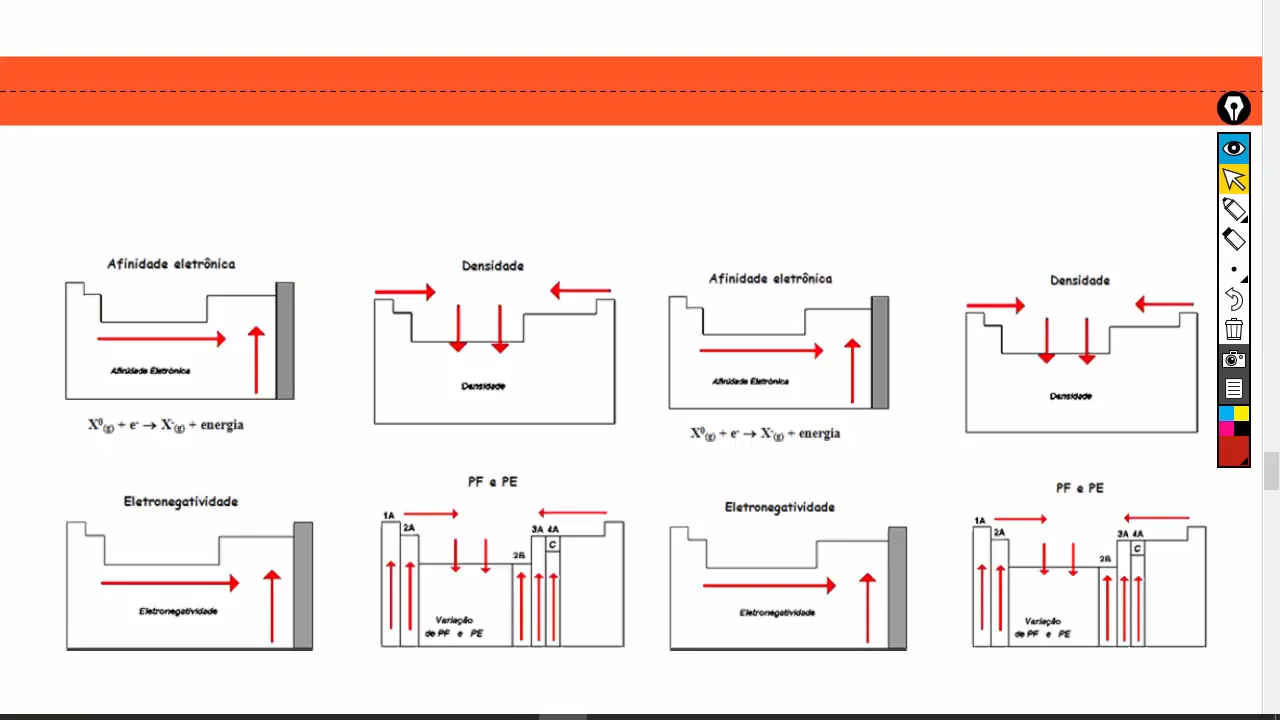 Afinidade eletrônica
Afinidade Eletrônica
X⁰(g) + e⁻ → X⁻(g) + energia
Densidade
Densidade
Afinidade eletrônica
Afinidade Eletrônica
X⁰(g) + e⁻ → X⁻(g) + energia
Densidade
Densidade
Eletronegatividade
Eletronegatividade
PF e PE
1A
2A
2B
3A 4A
C
Variação
de PF e PE
Eletronegatividade
Eletronegatividade
PF e PE
1A
2A
2B
3A 4A
C
Variação
de PF e PE